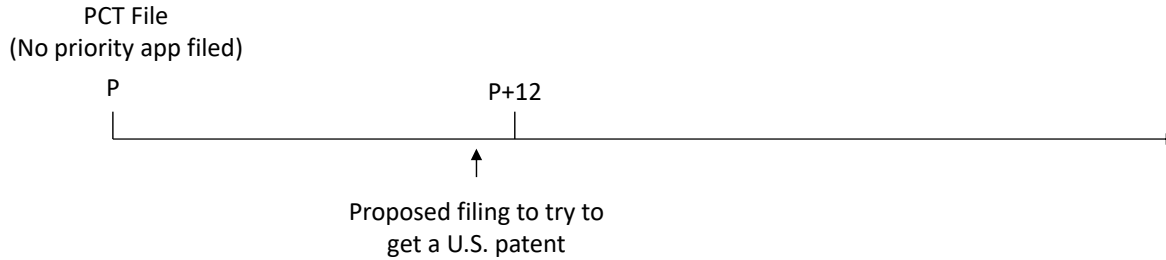 PCT File
(No priority app filed)
P
P+12
Proposed filing to try to
get a U.S. patent